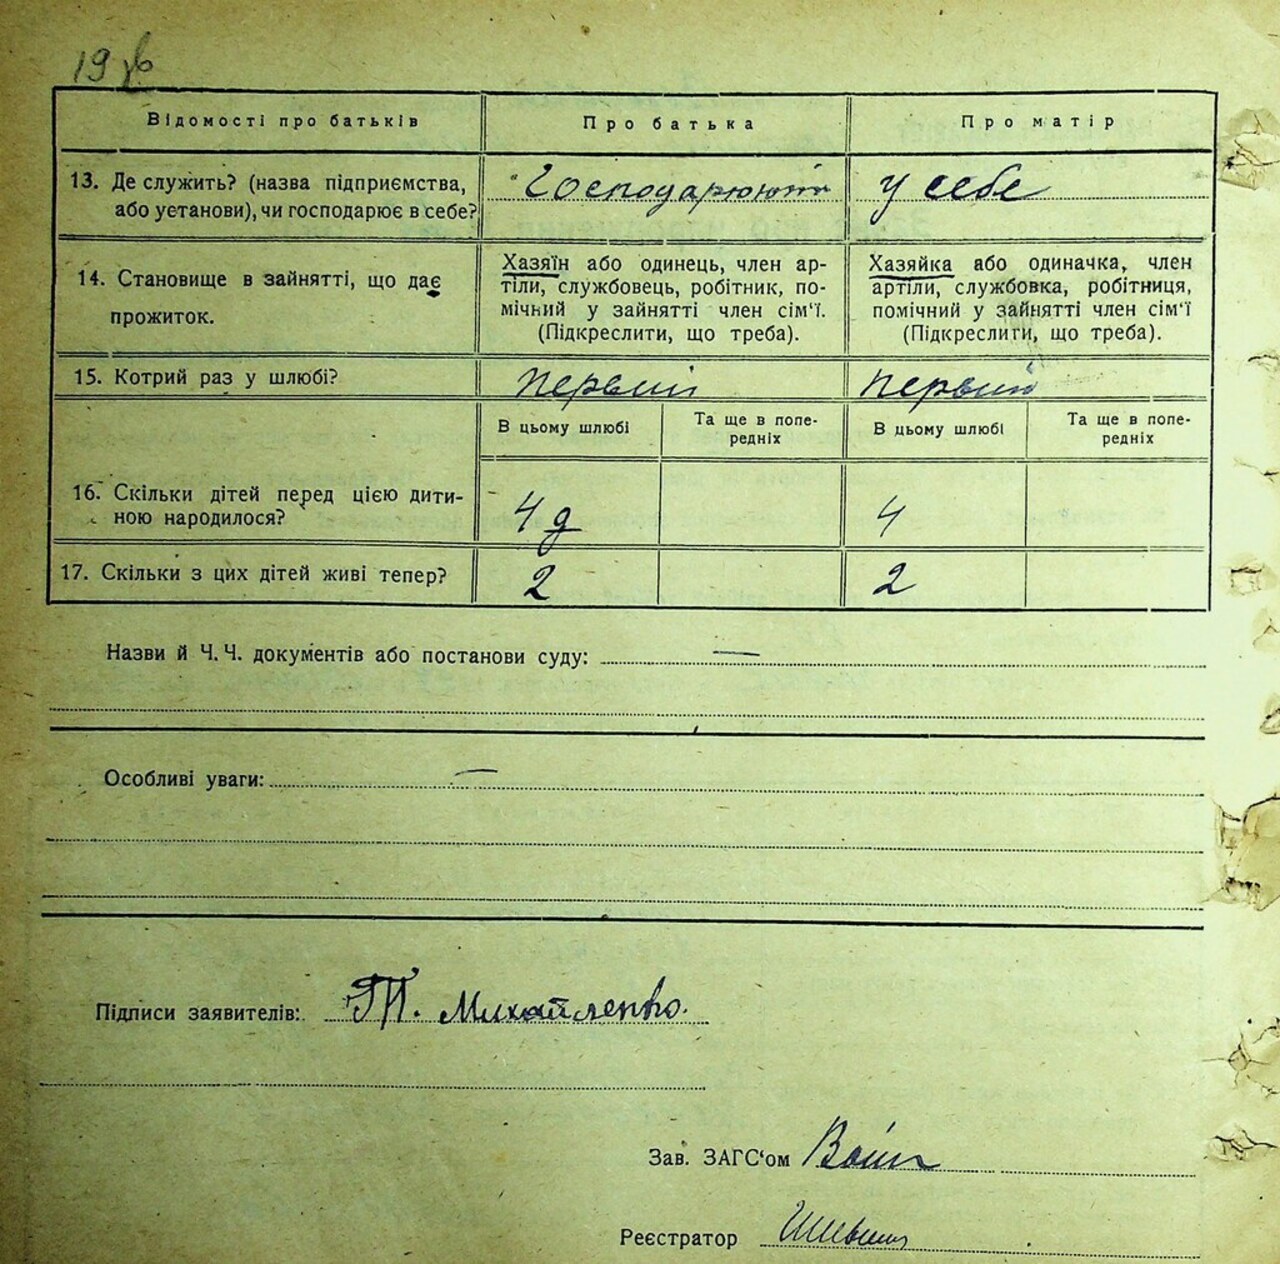 19 зв
Відомості про батьків Про батька Про матір
13. Де служить? (назва підприємства, Господарюють у себе
або установи), чи господарює в себе?
14. Становище в зайнятті, що дає
прожиток.
Хазяїн або одинець, член ар-
тіли, службовець, робітник, по-
мічний у зайнятті член сім'ї.
(Підкреслити, що треба).
Хазяйка або одиначка, член
артіли, службовка, робітниця,
помічний у зайнятті член сім'ї
(Підкреслити, що треба).
15. Котрий раз у шлюбі? первий первий
В цьому шлюбі Та ще в попе-
редніх В цьому шлюбі Та ще в попе-
редніх
16. Скільки дітей перед цією дити-
ною народилося? 4 д 4
17. Скільки з цих дітей живі тепер? 2 2
Назви й Ч. Ч. документів або постанови суду: —
Особливі уваги: —
Підписи заявителів: Михайленко.
Зав. ЗАГС'ом
Реєстратор